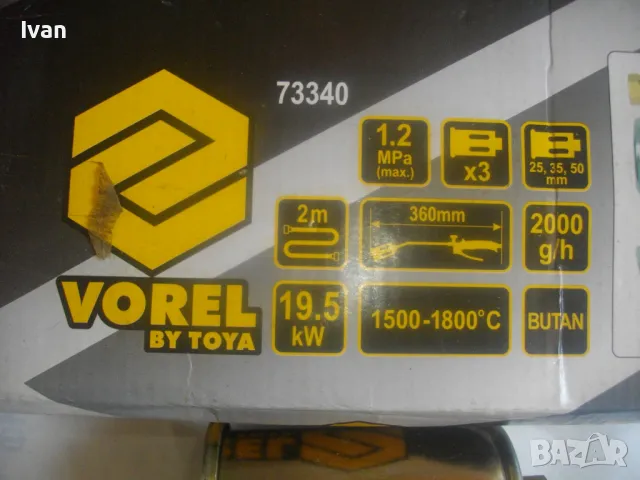 Ivan
73340
1.2
MPa
(max.)
x3
25, 35, 50
mm
2m
360mm
2000
g/h
VOREL
BY TOYA
19.5
kW
1500-1800°C
BUTAN
BAZAR